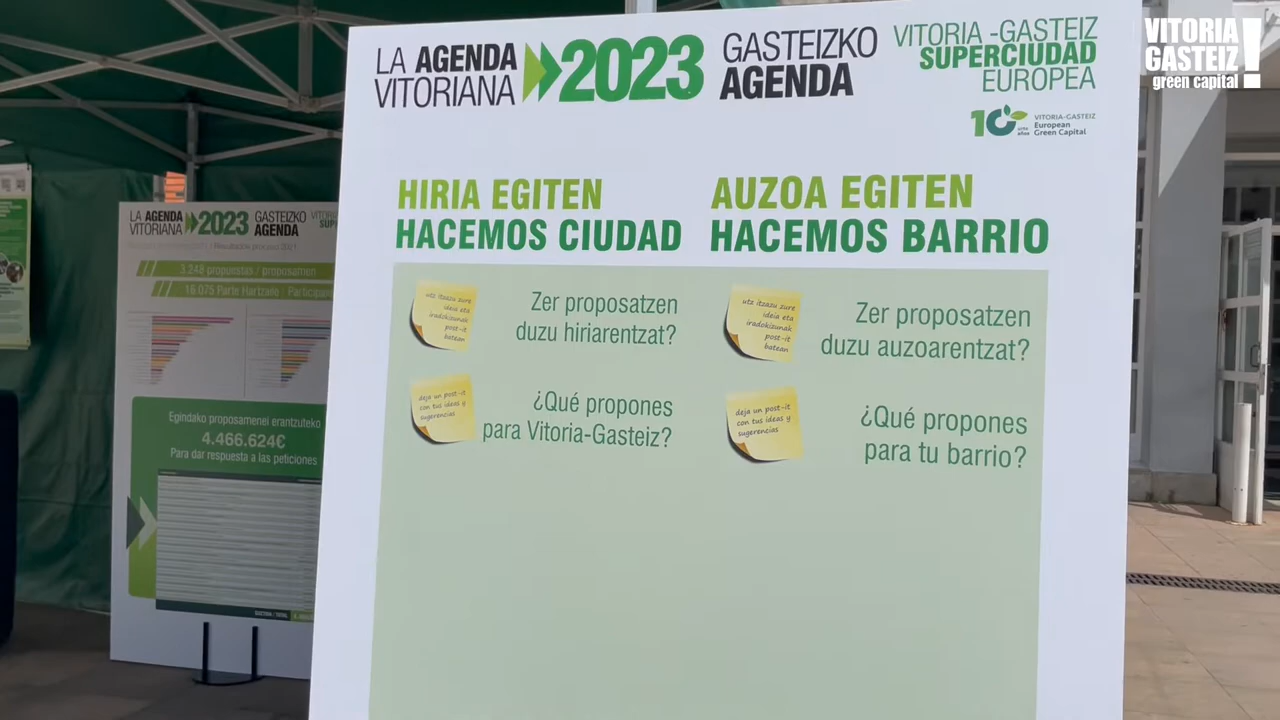 LA AGENDA
VITORIANA
2023
GASTEIZKO
AGENDA
VITORIA -GASTEIZ
SUPERCIUDAD
EUROPEA
10 urte
años
VITORIA-GASTEIZ
European
Green Capital
HIRIA EGITEN
HACEMOS CIUDAD
utz itzazu zure
ideia eta
iradokizunak
post-it
batean
Zer proposatzen
duzu hiriarentzat?
deja un post-it
con tus ideas y
sugerencias
¿Qué propones
para Vitoria-Gasteiz?
AUZOA EGITEN
HACEMOS BARRIO
utz itzazu zure
ideia eta
iradokizunak
post-it
batean
Zer proposatzen
duzu auzoarentzat?
deja un post-it
con tus ideas y
sugerencias
¿Qué propones
para tu barrio?
LA AGENDA
VITORIANA
2023
GASTEIZKO
AGENDA
3.248 propuestas / proposamen
16.075 Parte Hartzaile
Egindako proposamenei erantzuteko
4.466.624€
Para dar respuesta a las peticiones
GUZTIRA / TOTAL
VITORIA
GASTEIZ!
green capital